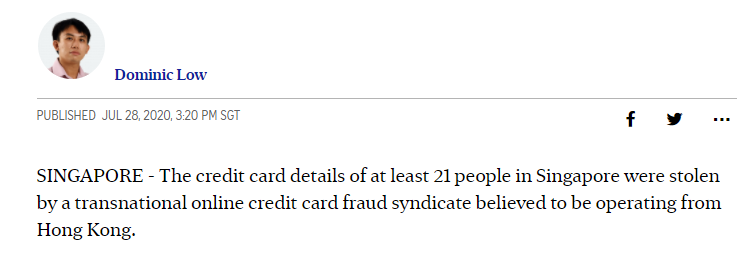 Dominic Low
PUBLISHED JUL 28, 2020, 3:20 PM SGT
SINGAPORE - The credit card details of at least 21 people in Singapore were stolen
by a transnational online credit card fraud syndicate believed to be operating from
Hong Kong.